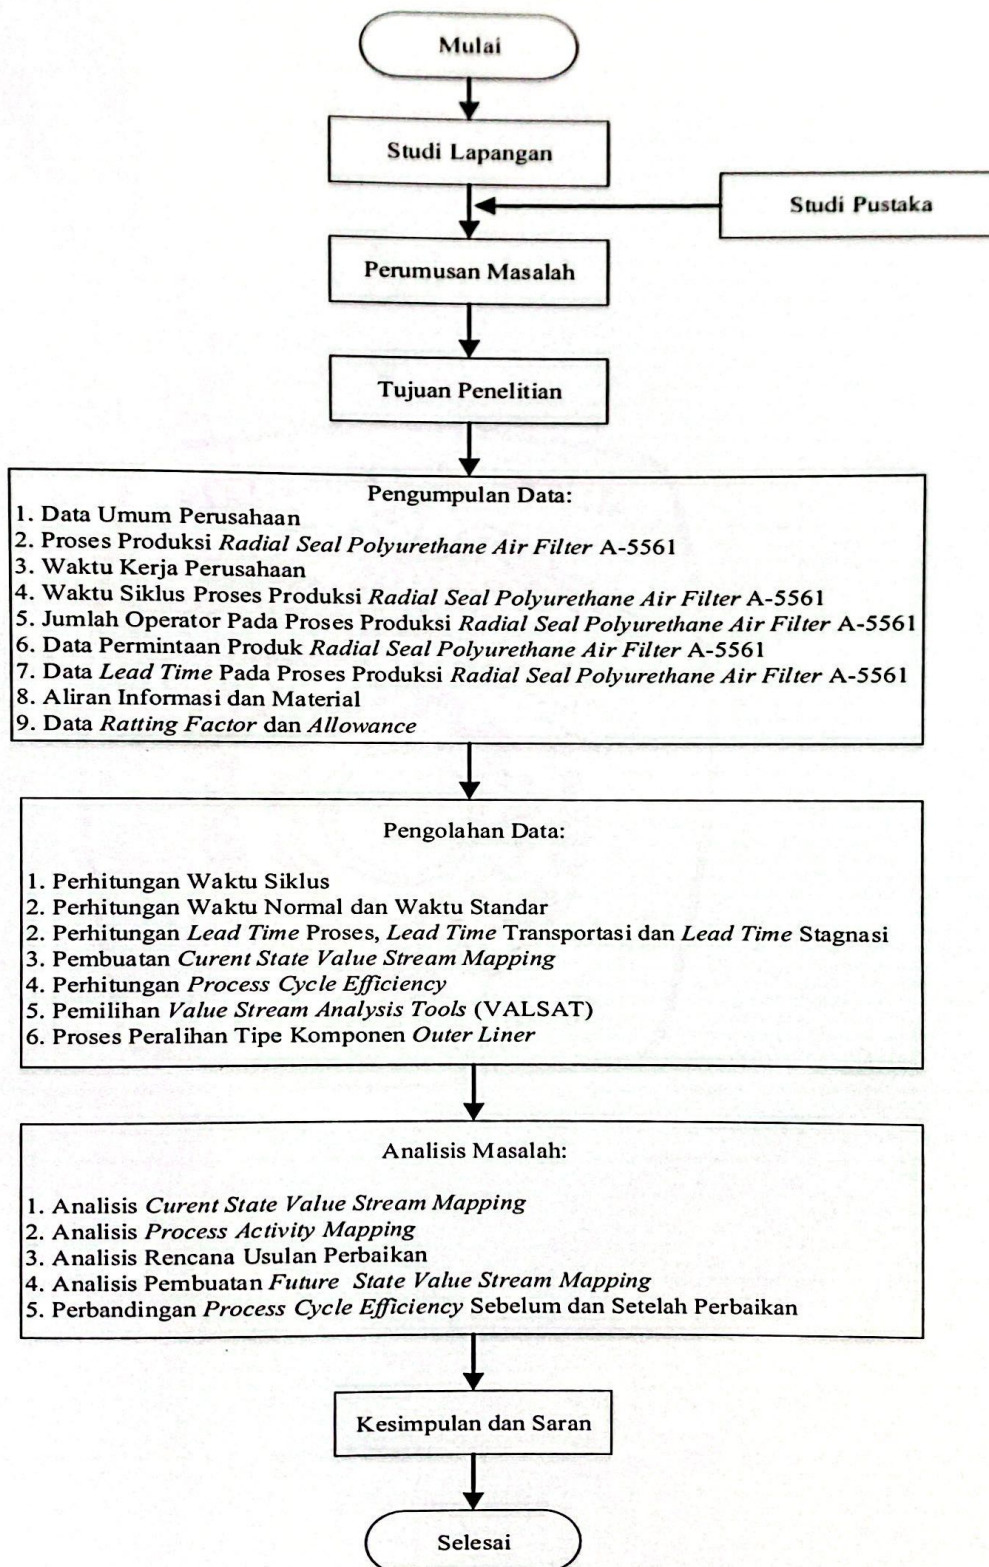 Mulai
Studi Lapangan
Studi Pustaka
Perumusan Masalah
Tujuan Penelitian
Pengumpulan Data:
1. Data Umum Perusahaan
2. Proses Produksi Radial Seal Polyurethane Air Filter A-5561
3. Waktu Kerja Perusahaan
4. Waktu Siklus Proses Produksi Radial Seal Polyurethane Air Filter A-5561
5. Jumlah Operator Pada Proses Produksi Radial Seal Polyurethane Air Filter A-5561
6. Data Permintaan Produk Radial Seal Polyurethane Air Filter A-5561
7. Data Lead Time Pada Proses Produksi Radial Seal Polyurethane Air Filter A-5561
8. Aliran Informasi dan Material
9. Data Ratting Factor dan Allowance
Pengolahan Data:
1. Perhitungan Waktu Siklus
2. Perhitungan Waktu Normal dan Waktu Standar
2. Perhitungan Lead Time Proses, Lead Time Transportasi dan Lead Time Stagnasi
3. Pembuatan Curent State Value Stream Mapping
4. Perhitungan Process Cycle Efficiency
5. Pemilihan Value Stream Analysis Tools (VALSAT)
6. Proses Peralihan Tipe Komponen Outer Liner
Analisis Masalah:
1. Analisis Curent State Value Stream Mapping
2. Analisis Process Activity Mapping
3. Analisis Rencana Usulan Perbaikan
4. Analisis Pembuatan Future State Value Stream Mapping
5. Perbandingan Process Cycle Efficiency Sebelum dan Setelah Perbaikan
Kesimpulan dan Saran
Selesai